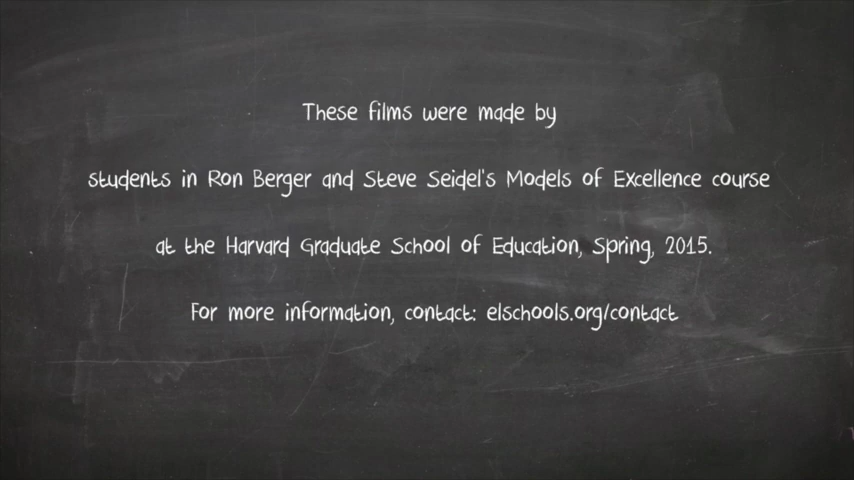 These films were made by
students in Ron Berger and Steve Seidel's Models of Excellence course
at the Harvard Graduate School of Education, Spring, 2015.
For more information, contact: elschools.org/contact